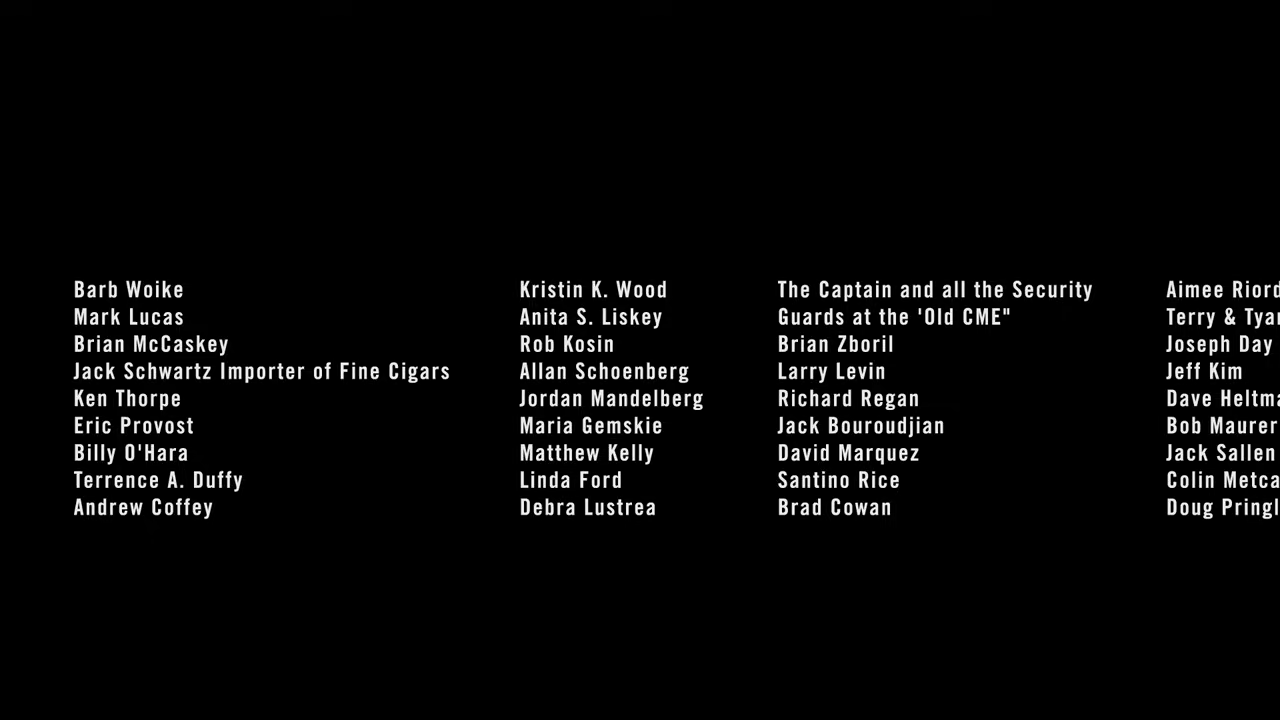 Barb Woike
Mark Lucas
Brian McCaskey
Jack Schwartz Importer of Fine Cigars
Ken Thorpe
Eric Provost
Billy O'Hara
Terrence A. Duffy
Andrew Coffey
Kristin K. Wood
Anita S. Liskey
Rob Kosin
Allan Schoenberg
Jordan Mandelberg
Maria Gemskie
Matthew Kelly
Linda Ford
Debra Lustrea
The Captain and all the Security
Guards at the 'Old CME"
Brian Zboril
Larry Levin
Richard Regan
Jack Bouroudjian
David Marquez
Santino Rice
Brad Cowan
Aimee
Terry &
Joseph Day
Jeff Kim
Dave
Bob Maurer
Jack Sallen
Colin
Doug